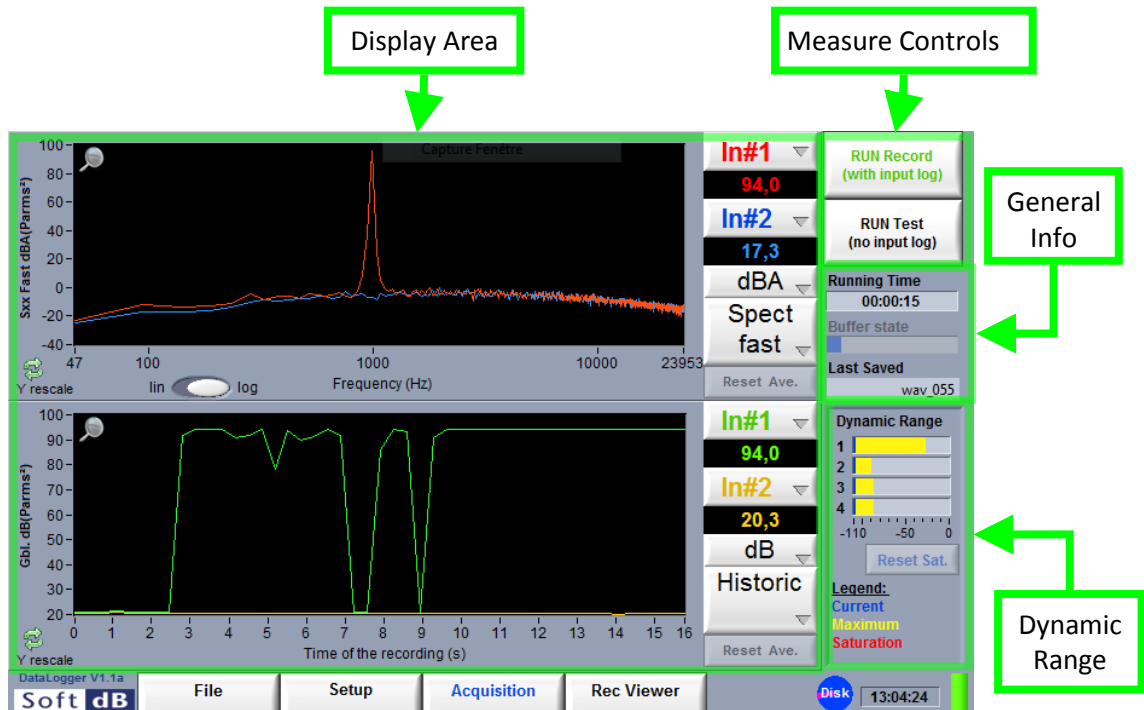 Display Area
Measure Controls
General
Info
Dynamic
Range
Capture Fenêtre
Sxx Fast dBA(Parms²)
100
80
60
40
20
0
-20
-40
47 100 1000 10000 23953
Y rescale
lin log
Frequency (Hz)
In#1
94,0
In#2
17,3
dBA
Spect
fast
Reset Ave.
RUN Record
(with input log)
RUN Test
(no input log)
Running Time
00:00:15
Buffer state
Last Saved
wav_055
Gbl. dB(Parms²)
100
90
80
70
60
50
40
30
20
0 1 2 3 4 5 6 7 8 9 10 11 12 13 14 15 16
Y rescale
Time of the recording (s)
In#1
94,0
In#2
20,3
dB
Historic
Reset Ave.
Dynamic Range
1
2
3
4
-110 -50 0
Reset Sat.
Legend:
Current
Maximum
Saturation
DataLogger V1.1a
Soft dB
File Setup Acquisition Rec Viewer
Disk 13:04:24